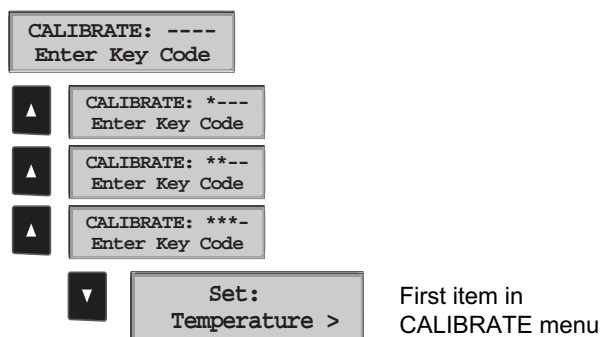 CALIBRATE: ----
Enter Key Code
CALIBRATE: *---
Enter Key Code
CALIBRATE: **--
Enter Key Code
CALIBRATE: ***-
Enter Key Code
Set:
Temperature >
First item in
CALIBRATE menu